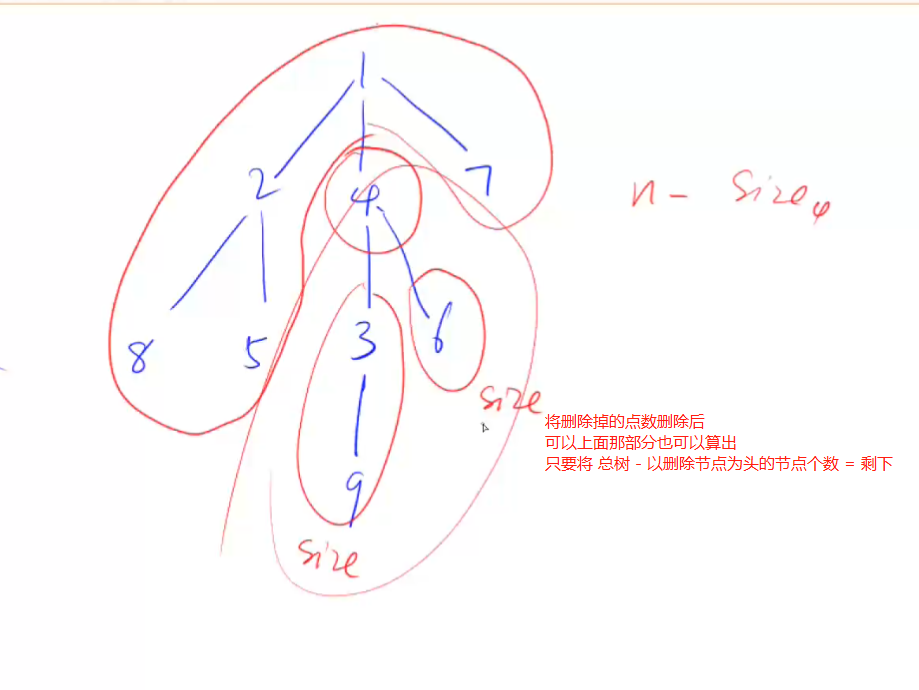 1
2 4 7
n - size4
8 5 3 6
size
将删除掉的点数删除后
可以上面那部分也可以算出
只要将 总树 - 以删除节点为头的节点个数 = 剩下
9
size